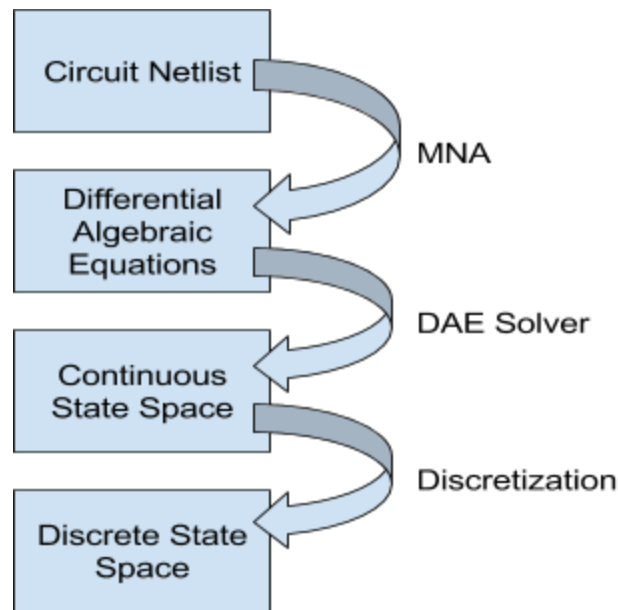 Circuit Netlist
MNA
Differential
Algebraic
Equations
DAE Solver
Continuous
State Space
Discretization
Discrete State
Space